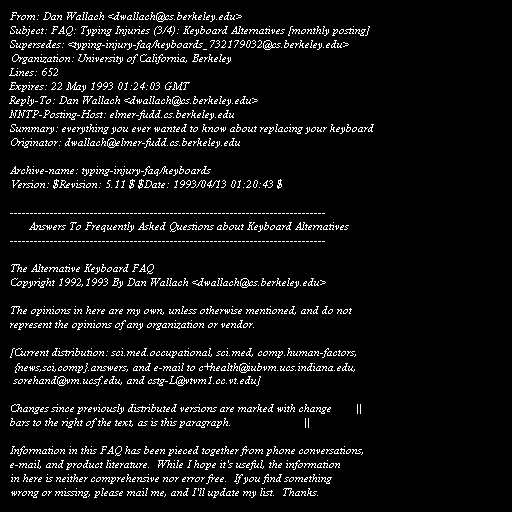 From: Dan Wallach <dwallach@cs.berkeley.edu>
Subject: FAQ: Typing Injuries (3/4): Keyboard Alternatives [monthly posting]
Supersedes: <typing-injury-faq/keyboards_732179032@cs.berkeley.edu>
Organization: University of California, Berkeley
Lines: 652
Expires: 22 May 1993 01:24:03 GMT
Reply-To: Dan Wallach <dwallach@cs.berkeley.edu>
NNTP-Posting-Host: elmer-fudd.cs.berkeley.edu
Summary: everything you ever wanted to know about replacing your keyboard
Originator: dwallach@elmer-fudd.cs.berkeley.edu

Archive-name: typing-injury-faq/keyboards
Version: $Revision: 5.11 $ $Date: 1993/04/13 01:20:43 $

-------------------------------------------------------------------------------
Answers To Frequently Asked Questions about Keyboard Alternatives
-------------------------------------------------------------------------------

The Alternative Keyboard FAQ
Copyright 1992,1993 By Dan Wallach <dwallach@cs.berkeley.edu>

The opinions in here are my own, unless otherwise mentioned, and do not
represent the opinions of any organization or vendor.

[Current distribution: sci.med.occupational, sci.med, comp.human-factors,
{news,sci,comp}.answers, and e-mail to c+health@iubvm.ucs.indiana.edu,
sorehand@vm.ucsf.edu, and cstg-L@vtvm1.cc.vt.edu]

Changes since previously distributed versions are marked with change ||
bars to the right of the text, as is this paragraph. ||

Information in this FAQ has been pieced together from phone conversations,
e-mail, and product literature. While I hope it's useful, the information
in here is neither comprehensive nor error free. If you find something
wrong or missing, please mail me, and I'll update my list. Thanks.